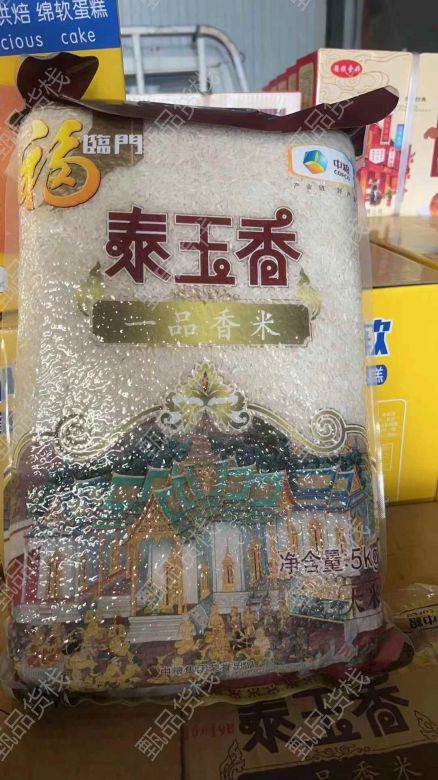 烘焙 绵软蛋糕
cious cake
福臨門
中粮
COFCO
泰玉香
一品香米
净含量:5kg
大米
泰玉香
甄品货栈